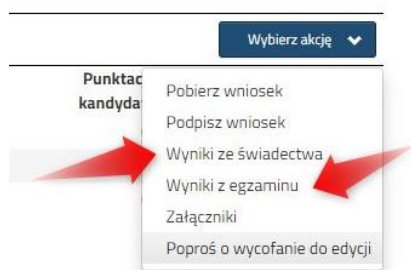 Wybierz akcję
Punktac
kandyda
Pobierz wniosek
Podpisz wniosek
Wyniki ze świadectwa
Wyniki z egzaminu
Załączniki
Poproś o wycofanie do edycji